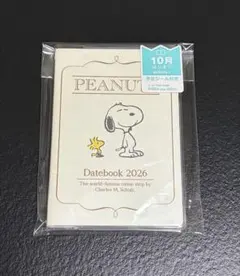 10月
PEANUTS
Datebook 2026
The world-famous comic strip by
Charles M. Schulz